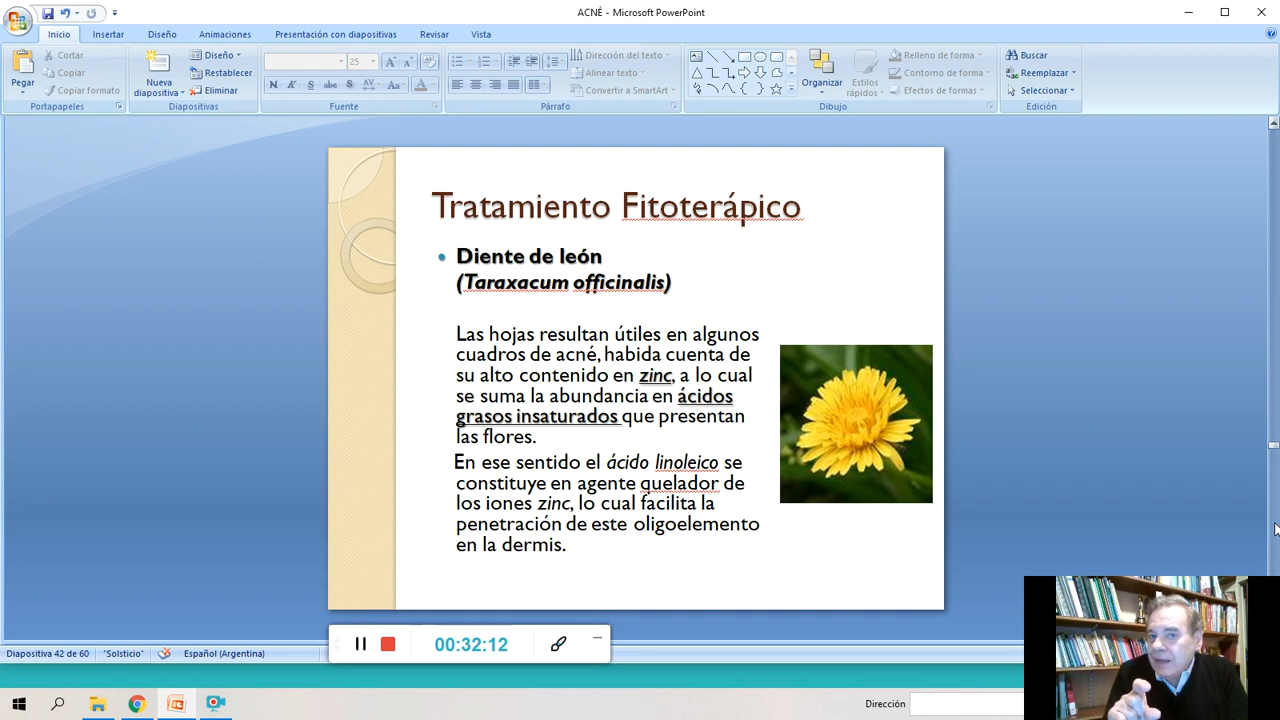 ACNÉ - Microsoft PowerPoint
Inicio Insertar Diseño Animaciones Presentación con diapositivas Revisar Vista
Pegar
Cortar
Copiar
Copiar formato
Portapapeles
Nueva
diapositiva
Diseño
Restablecer
Eliminar
Diapositivas
25
N K S abc S AV Aa A
Fuente
Párrafo
Dirección del texto
Alinear texto
Convertir a SmartArt
Organizar
Estilos
rápidos
Relleno de forma
Contorno de forma
Efectos de formas
Dibujo
Buscar
Reemplazar
Seleccionar
Edición
Tratamiento Fitoterápico
• Diente de león
(Taraxacum officinalis)
Las hojas resultan útiles en algunos
cuadros de acné, habida cuenta de
su alto contenido en zinc, a lo cual
se suma la abundancia en ácidos
grasos insaturados que presentan
las flores.
En ese sentido el ácido linoleico se
constituye en agente quelador de
los iones zinc, lo cual facilita la
penetración de este oligoelemento
en la dermis.
00:32:12
Diapositiva 42 de 60 "Solsticio" Español (Argentina)
Dirección